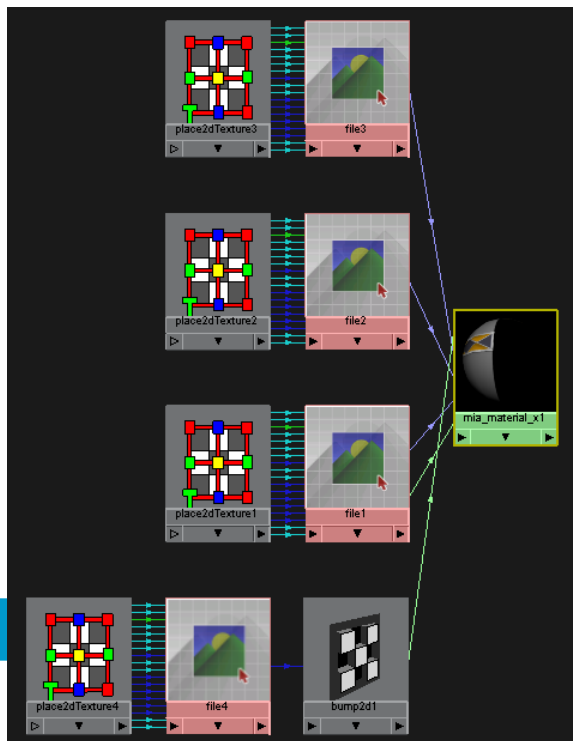 place2dTexture3
file3
place2dTexture2
file2
mia_material_x1
place2dTexture1
file1
place2dTexture4
file4
bump2d1